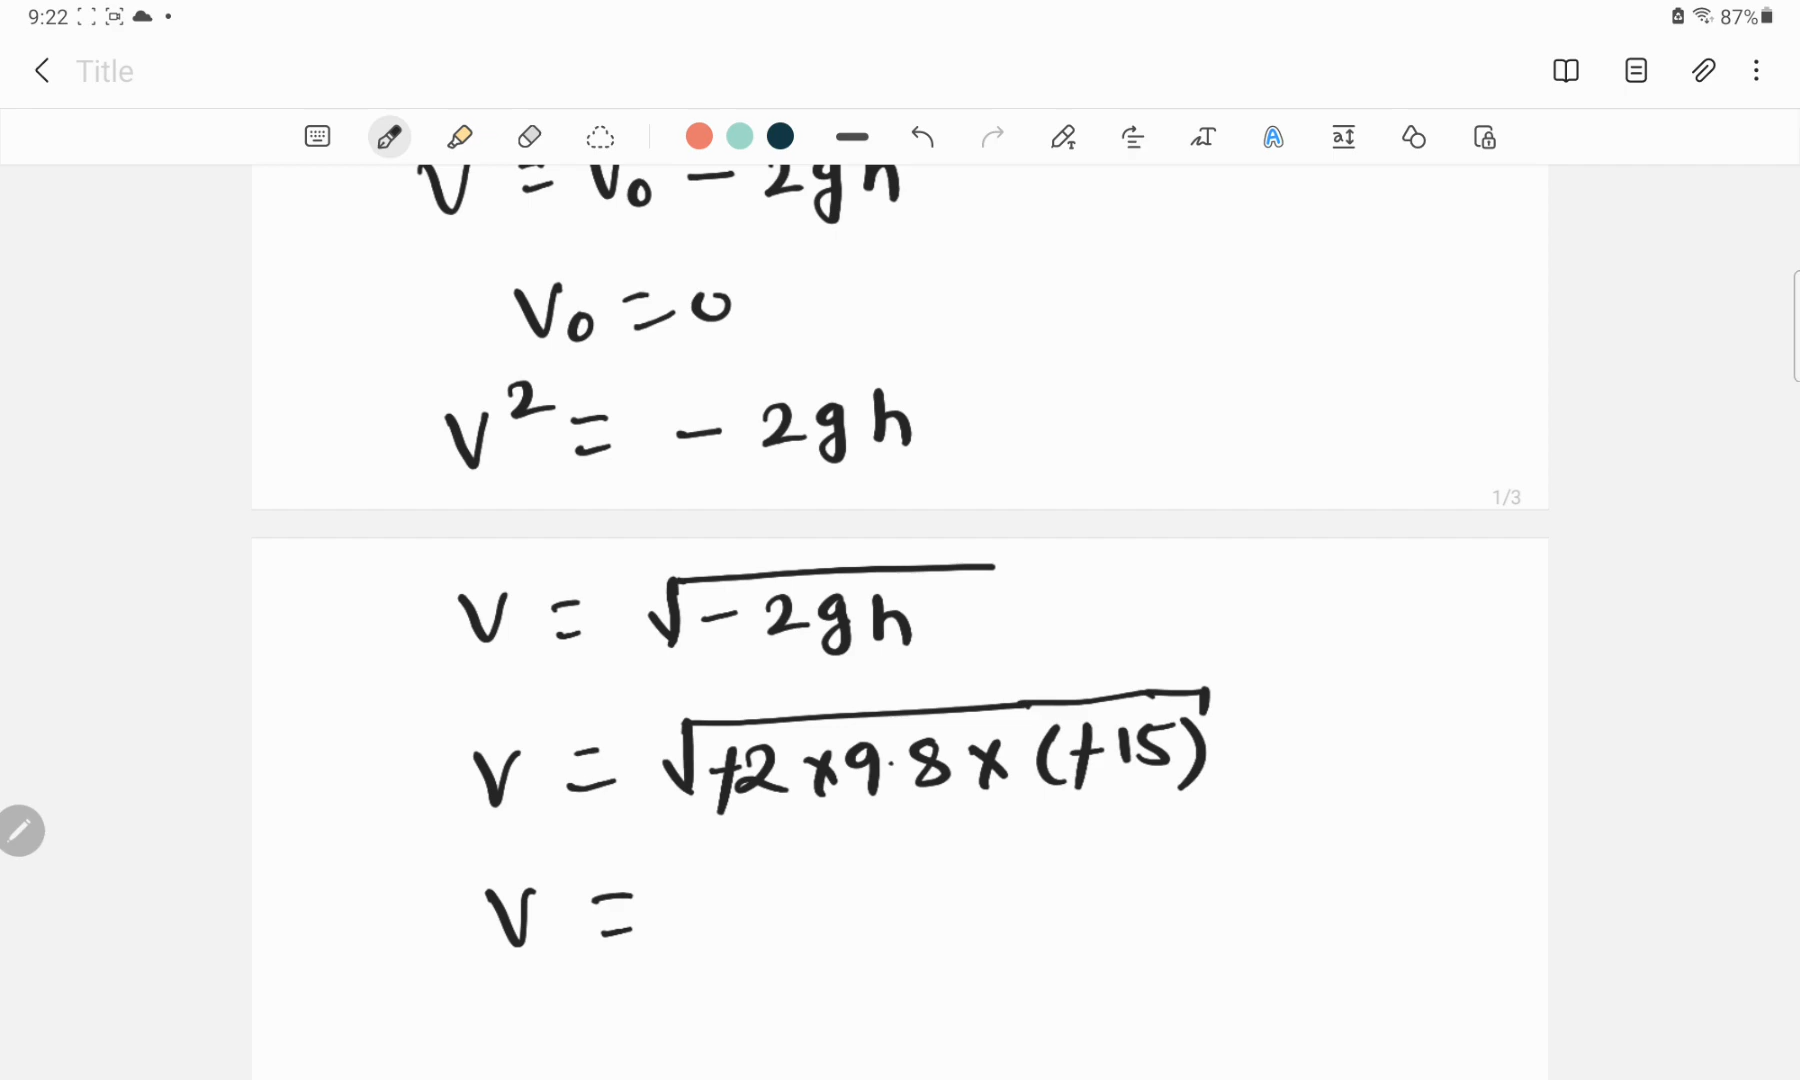 9:22 87%
Title
V = V₀ - 2gh
V₀ = 0
V² = - 2gh
1/3
V = √-2gh
V = √+2×9.8×(+15)
V =